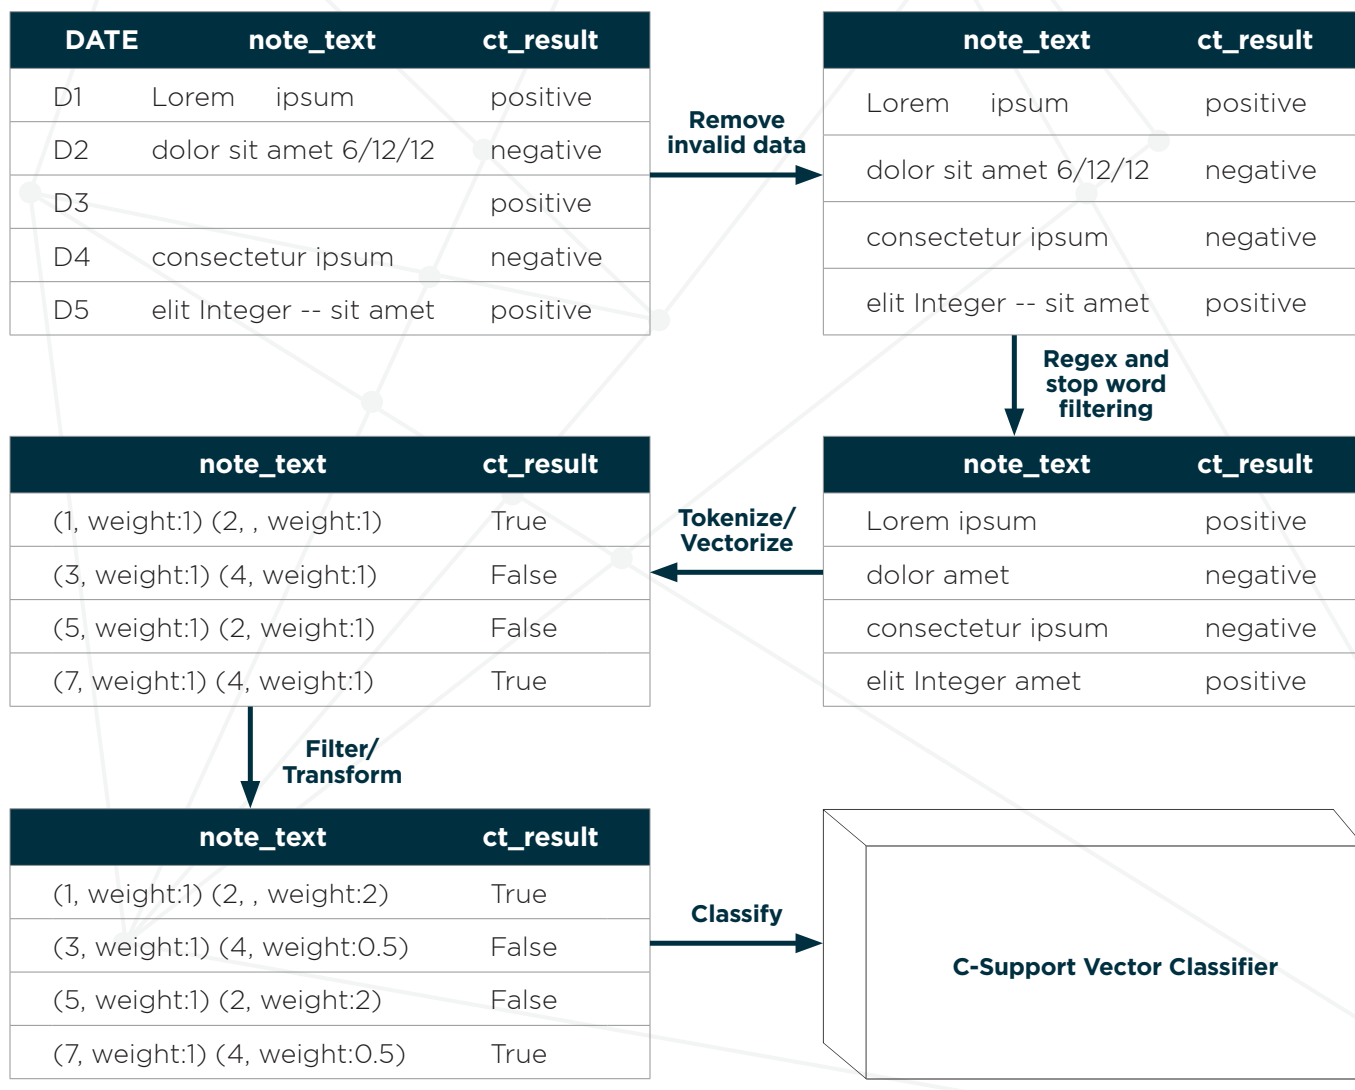 DATE note_text ct_result
D1 Lorem ipsum positive
D2 dolor sit amet 6/12/12 negative
D3 positive
D4 consectetur ipsum negative
D5 elit Integer -- sit amet positive
Remove
invalid data
note_text ct_result
Lorem ipsum positive
dolor sit amet 6/12/12 negative
consectetur ipsum negative
elit Integer -- sit amet positive
Regex and
stop word
filtering
note_text ct_result
Lorem ipsum positive
dolor amet negative
consectetur ipsum negative
elit Integer amet positive
Tokenize/
Vectorize
note_text ct_result
(1, weight:1) (2, , weight:1) True
(3, weight:1) (4, weight:1) False
(5, weight:1) (2, weight:1) False
(7, weight:1) (4, weight:1) True
Filter/
Transform
note_text ct_result
(1, weight:1) (2, , weight:2) True
(3, weight:1) (4, weight:0.5) False
(5, weight:1) (2, weight:2) False
(7, weight:1) (4, weight:0.5) True
Classify
C-Support Vector Classifier